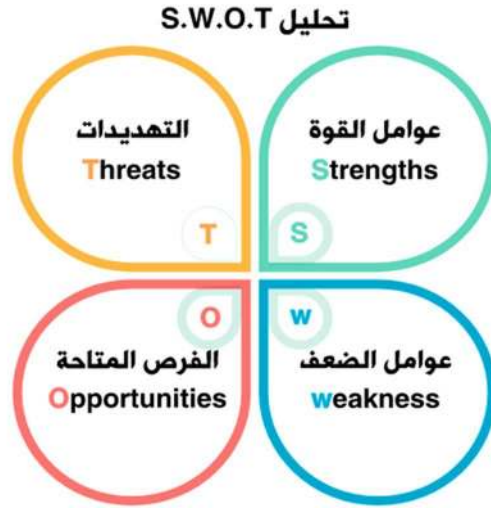 تحليل S.W.O.T
عوامل القوة
Strengths
S
التهديدات
Threats
T
عوامل الضعف
weakness
w
الفرص المتاحة
Opportunities
O